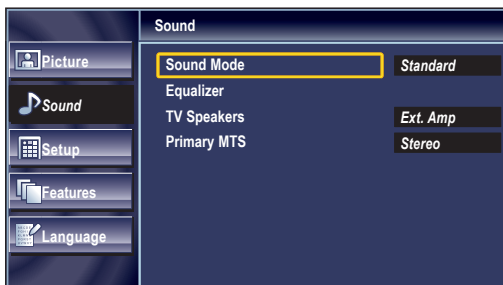 Sound
Picture
Sound
Setup
Features
Language
Sound Mode Standard
Equalizer
TV Speakers Ext. Amp
Primary MTS Stereo